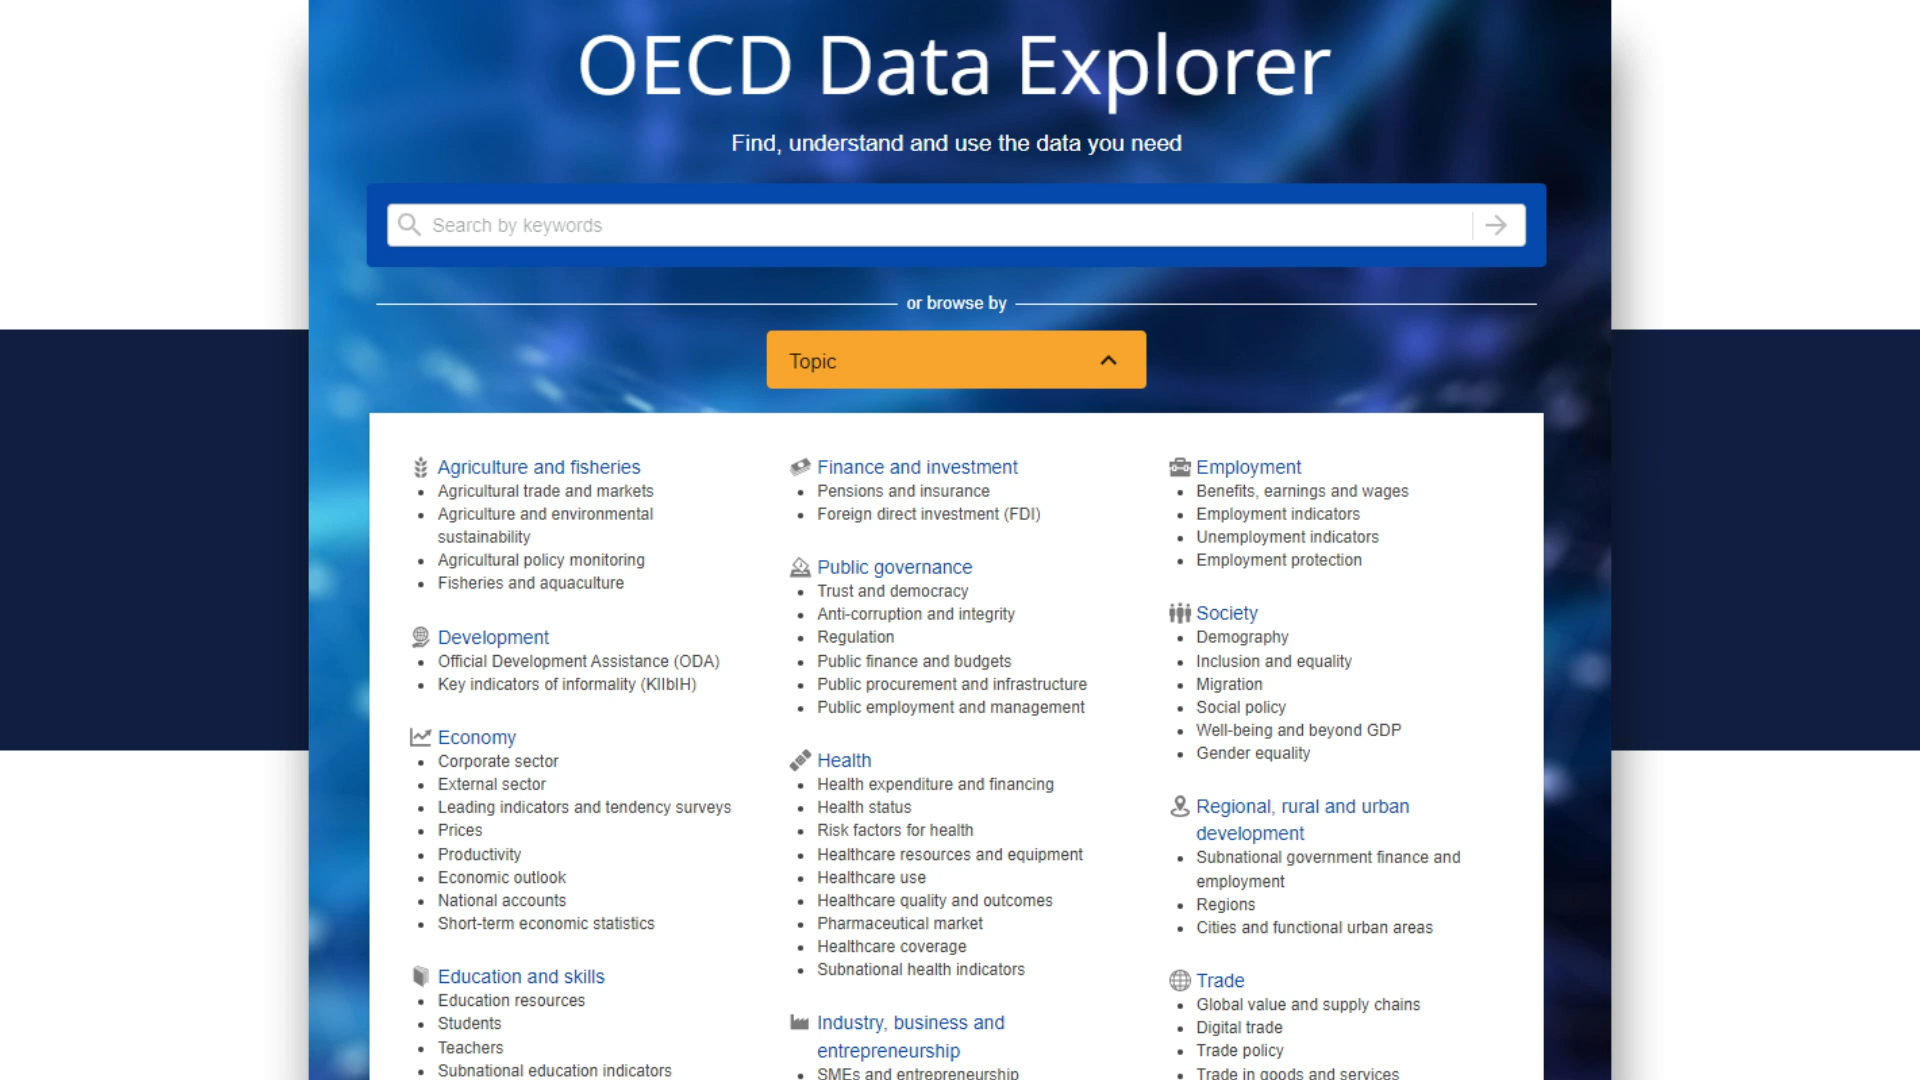 OECD Data Explorer
Find, understand and use the data you need
Search by keywords
or browse by
Topic
Agriculture and fisheries
Agricultural trade and markets
Agriculture and environmental
sustainability
Agricultural policy monitoring
Fisheries and aquaculture
Development
Official Development Assistance (ODA)
Key indicators of informality (KIIbIH)
Economy
Corporate sector
External sector
Leading indicators and tendency surveys
Prices
Productivity
Economic outlook
National accounts
Short-term economic statistics
Education and skills
Education resources
Students
Teachers
Subnational education indicators
Finance and investment
Pensions and insurance
Foreign direct investment (FDI)
Public governance
Trust and democracy
Anti-corruption and integrity
Regulation
Public finance and budgets
Public procurement and infrastructure
Public employment and management
Health
Health expenditure and financing
Health status
Risk factors for health
Healthcare resources and equipment
Healthcare use
Healthcare quality and outcomes
Pharmaceutical market
Healthcare coverage
Subnational health indicators
Industry, business and
entrepreneurship
SMEs and entrepreneurship
Employment
Benefits, earnings and wages
Employment indicators
Unemployment indicators
Employment protection
Society
Demography
Inclusion and equality
Migration
Social policy
Well-being and beyond GDP
Gender equality
Regional, rural and urban
development
Subnational government finance and
employment
Regions
Cities and functional urban areas
Trade
Global value and supply chains
Digital trade
Trade policy
Trade in goods and services